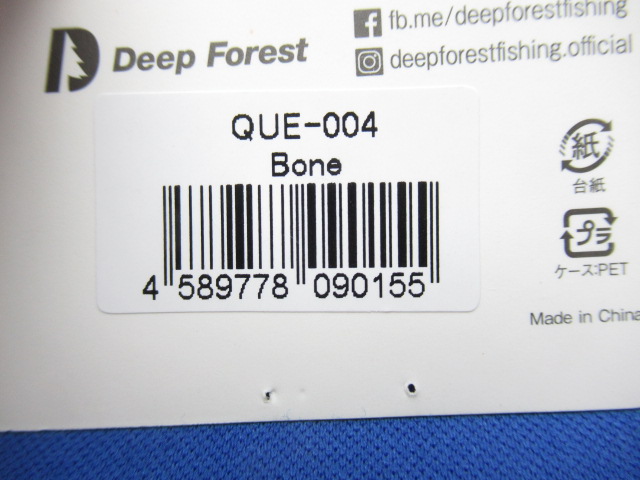 fb.me/deepforestfishing
Deep Forest
deepforestfishing.official
QUE-004
Bone
4 589778 090155
紙
台紙
プラ
ケース:PET
Made in China